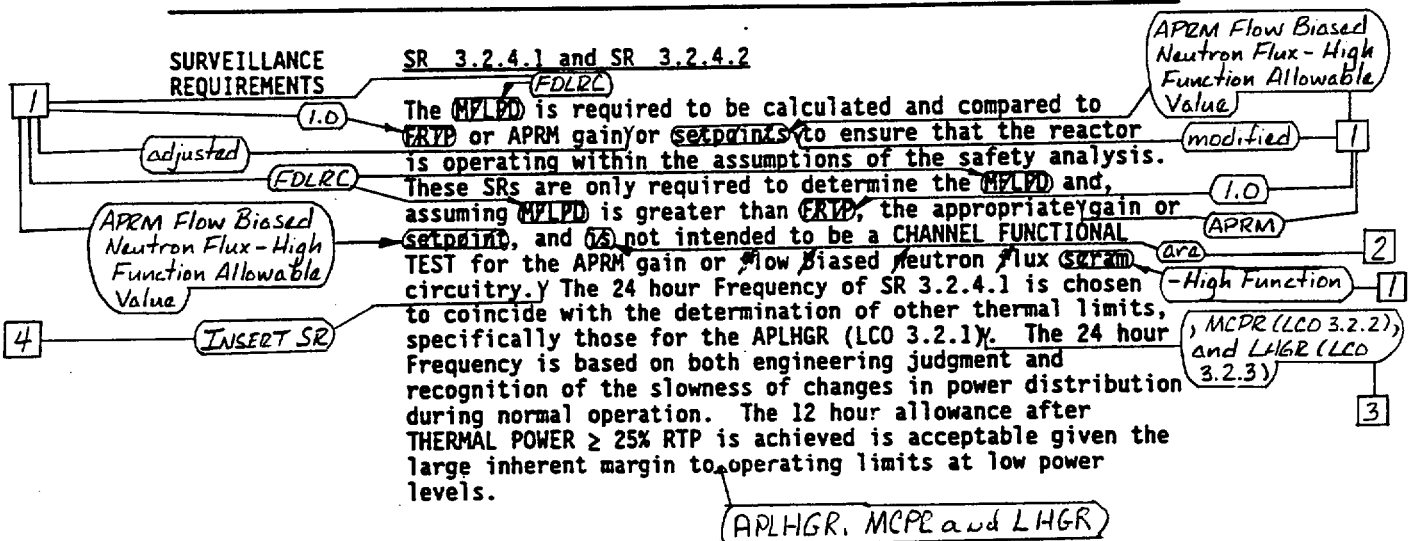 APRM Flow Biased
Neutron Flux - High
Function Allowable
Value
SURVEILLANCE
REQUIREMENTS
SR 3.2.4.1 and SR 3.2.4.2
1
FDLRC
The MFLPD is required to be calculated and compared to
1.0
FRTP or APRM gain or setpoints to ensure that the reactor
adjusted
modified
1
is operating within the assumptions of the safety analysis.
FDLRC
These SRs are only required to determine the MFLPD and,
1.0
assuming MFLPD is greater than FRTP, the appropriate gain or
APRM
APRM Flow Biased
Neutron Flux - High
Function Allowable
Value
setpoint, and is not intended to be a CHANNEL FUNCTIONAL
are
2
TEST for the APRM gain or flow biased neutron flux scram
-High Function
1
circuitry. The 24 hour Frequency of SR 3.2.4.1 is chosen
4
INSERT SR
to coincide with the determination of other thermal limits,
specifically those for the APLHGR (LCO 3.2.1). The 24 hour
, MCPR (LCO 3.2.2),
and LHGR (LCO
3.2.3)
3
Frequency is based on both engineering judgment and
recognition of the slowness of changes in power distribution
during normal operation. The 12 hour allowance after
THERMAL POWER ≥ 25% RTP is achieved is acceptable given the
large inherent margin to operating limits at low power
levels.
APLHGR, MCPR and LHGR